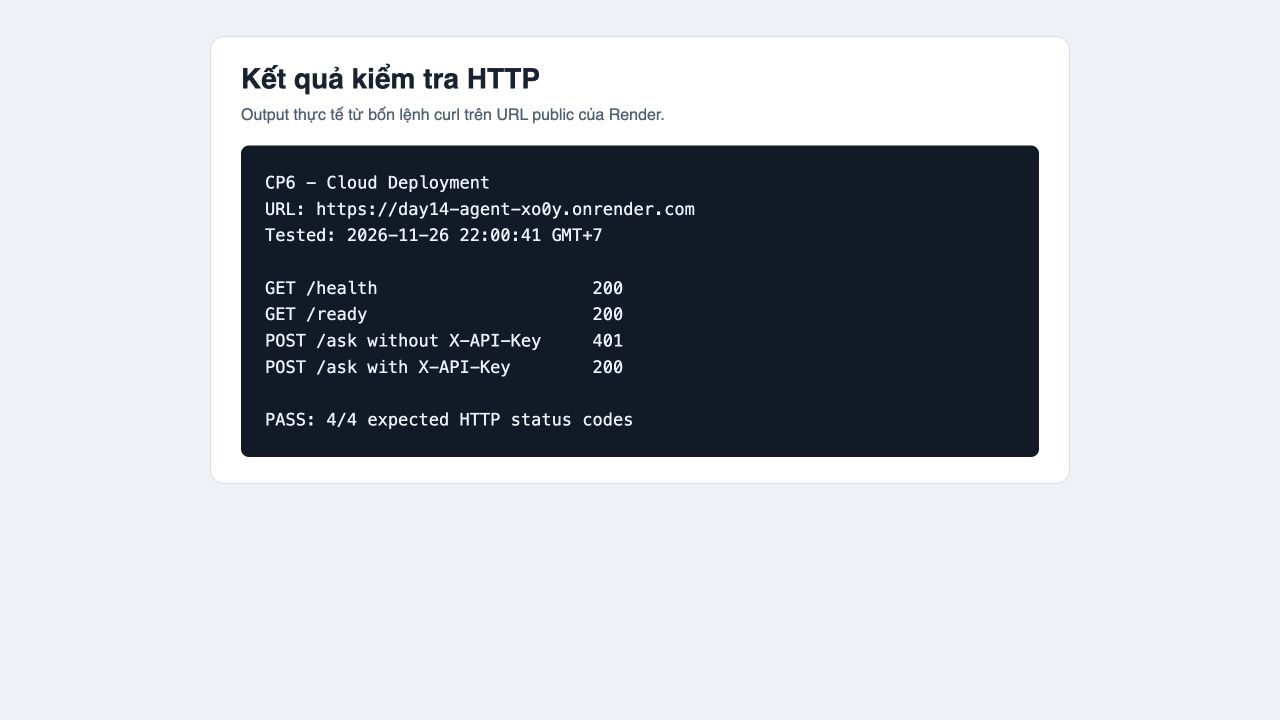 Kết quả kiểm tra HTTP
Output thực tế từ bốn lệnh curl trên URL public của Render.
CP6 – Cloud Deployment
URL: https://day14-agent-xo0y.onrender.com
Tested: 2026-11-26 22:00:41 GMT+7
GET /health 200
GET /ready 200
POST /ask without X-API-Key 401
POST /ask with X-API-Key 200
PASS: 4/4 expected HTTP status codes